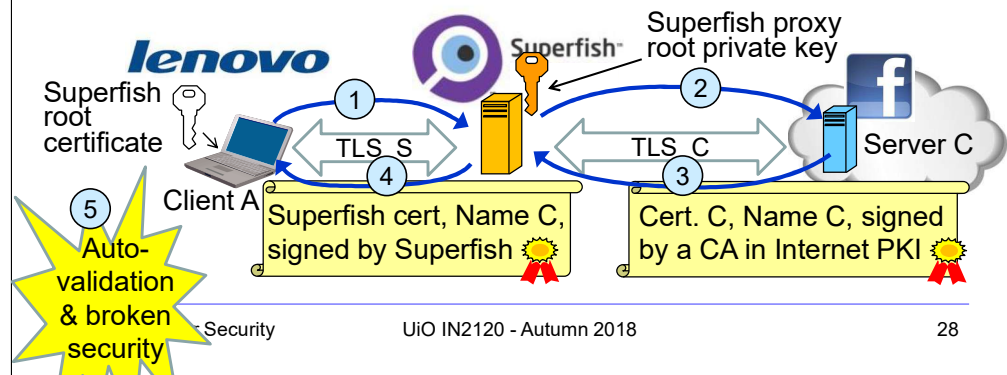 lenovo
Superfish™
Superfish proxy
root private key
Superfish
root
certificate
1
2
f
TLS_S
TLS_C
Server C
4
3
Client A
Superfish cert, Name C,
signed by Superfish
Cert. C, Name C, signed
by a CA in Internet PKI
5
Auto-
validation
& broken
security
Security
UiO IN2120 - Autumn 2018
28